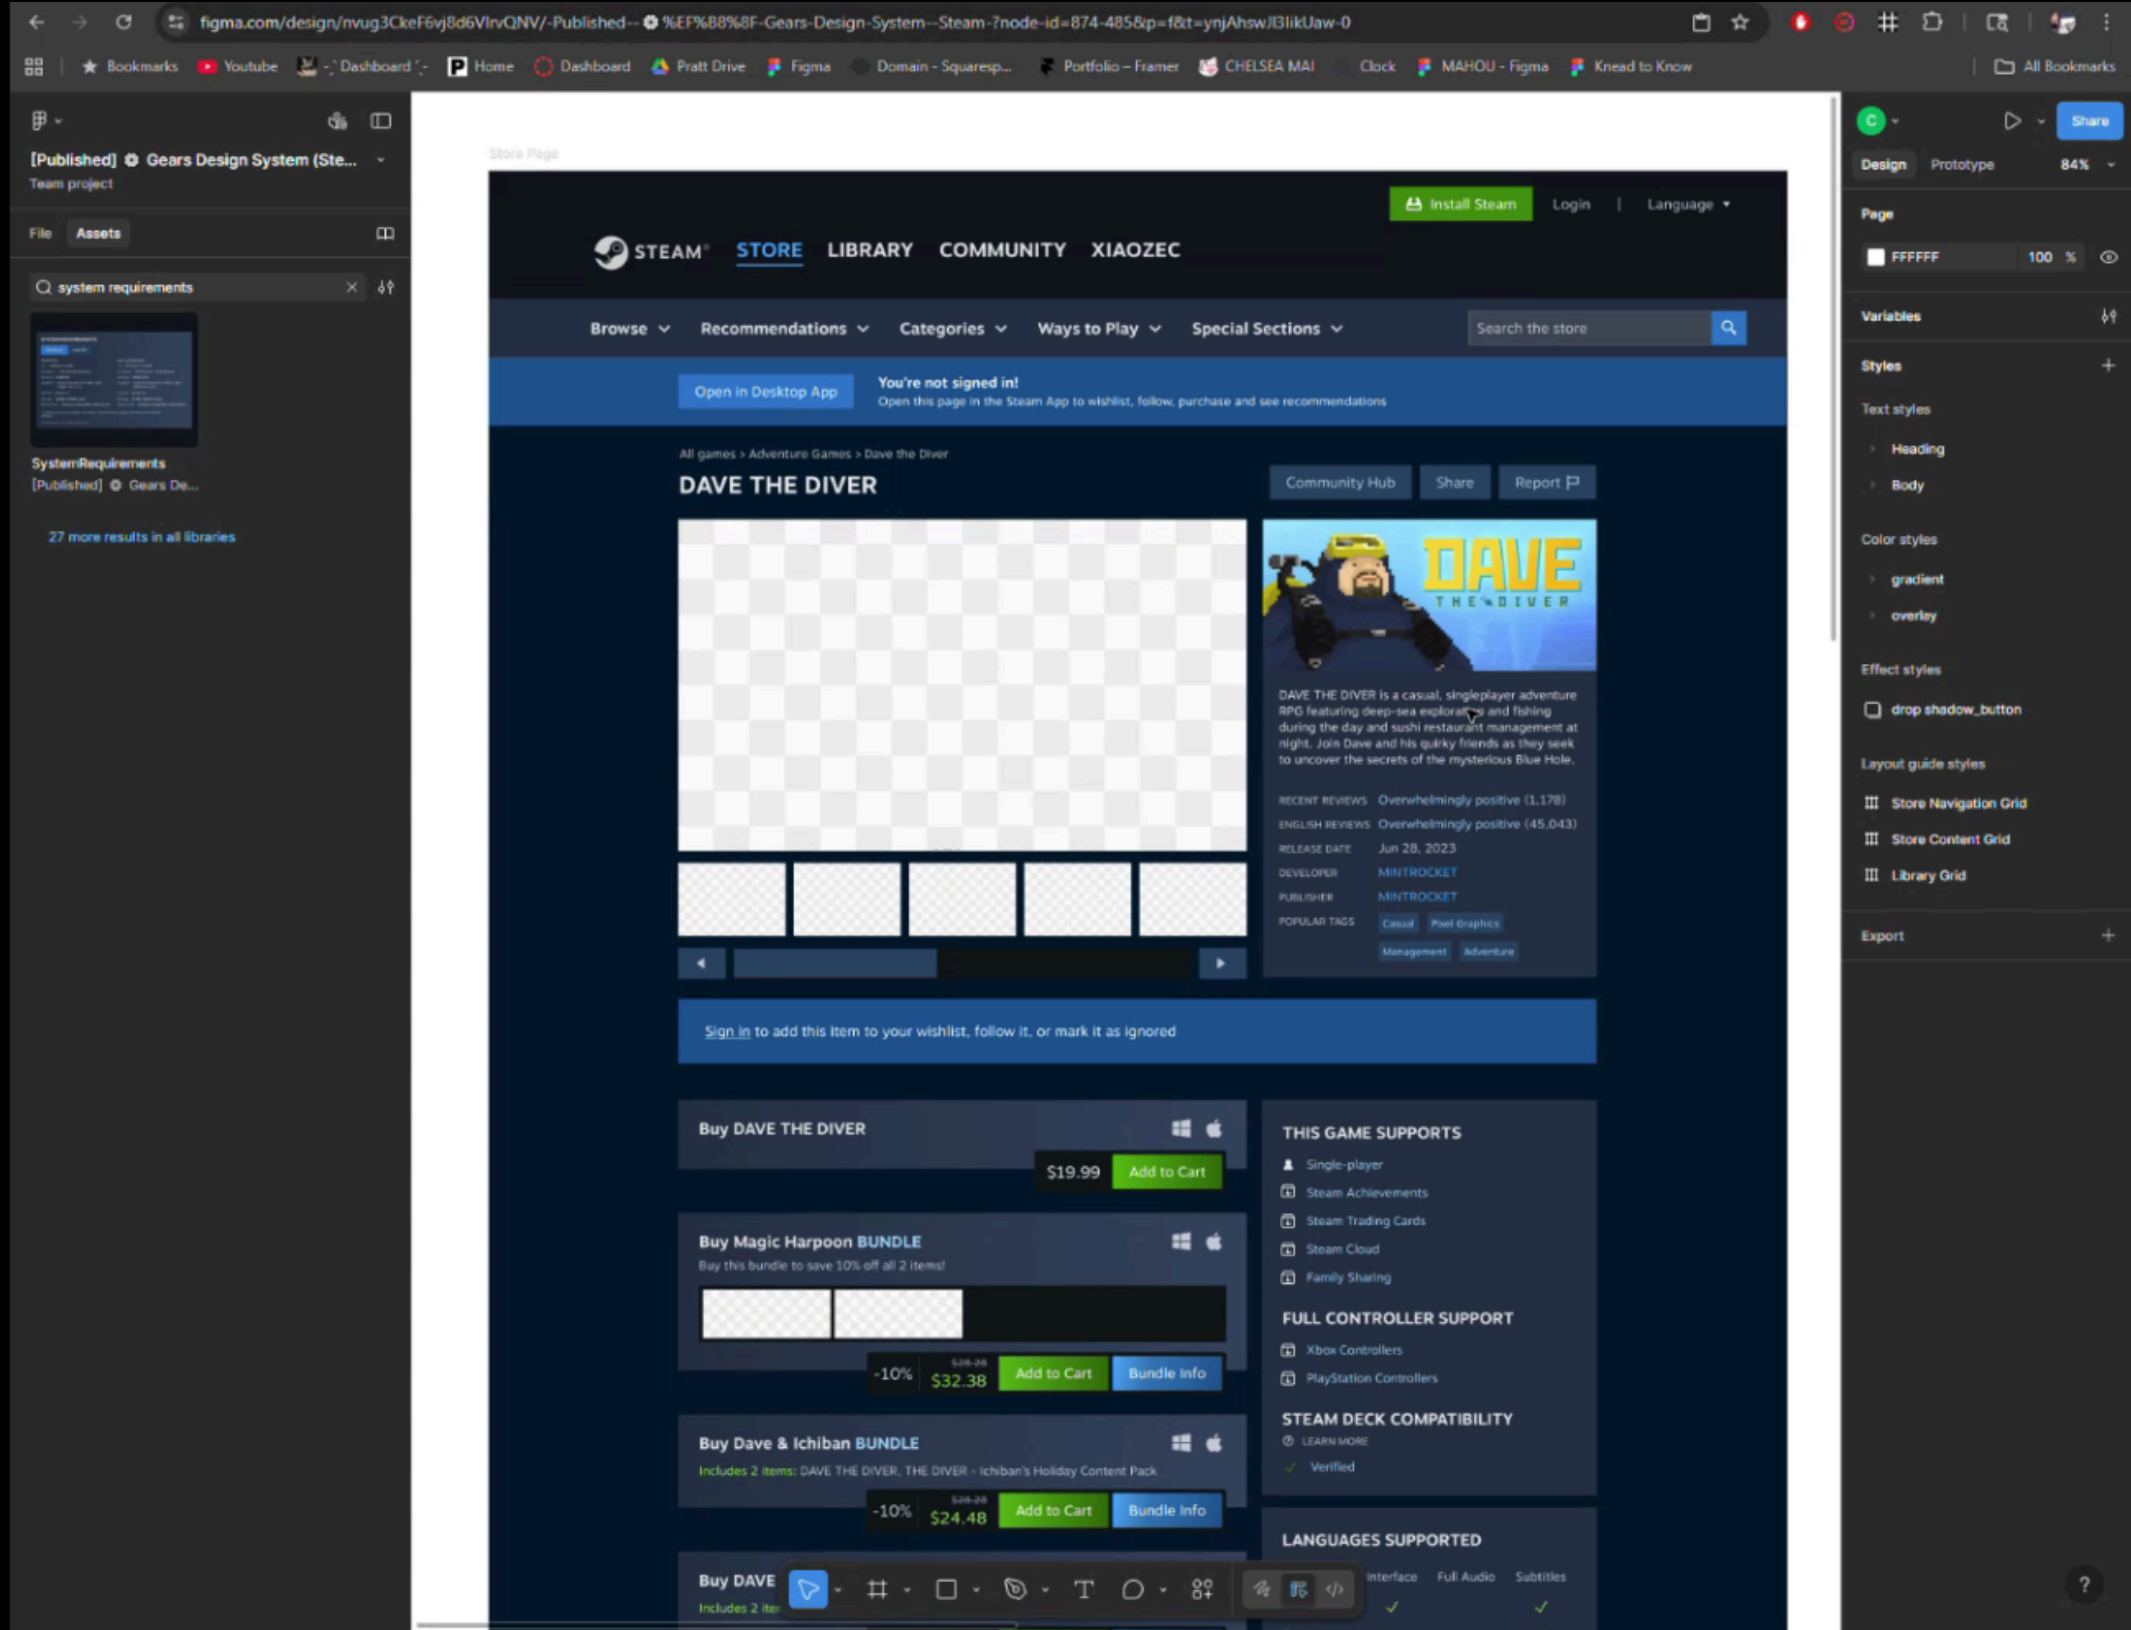 figma.com/design/nvug3CkeF6vj8d6VlrvQNV/-Published--⚙%EF%B8%8F-Gears-Design-System--Steam-?node-id=874-485&p=f&t=ynjAhswJl3likUaw-0
Bookmarks
Youtube
-ˋ Dashboard ˊ-
Home
Dashboard
Pratt Drive
Figma
Domain - Squaresp...
Portfolio – Framer
CHELSEA MAI
Clock
MAHOU - Figma
Knead to Know
All Bookmarks
[Published] ⚙ Gears Design System (Ste...
Team project
File
Assets
system requirements
SystemRequirements
[Published] ⚙ Gears De...
27 more results in all libraries
Store Page
Install Steam
Login
|
Language
STEAM®
STORE
LIBRARY
COMMUNITY
XIAOZEC
Browse
Recommendations
Categories
Ways to Play
Special Sections
Search the store
Open in Desktop App
You're not signed in!
Open this page in the Steam App to wishlist, follow, purchase and see recommendations
All games > Adventure Games > Dave the Diver
DAVE THE DIVER
Community Hub
Share
Report
DAVE
THE DIVER
DAVE THE DIVER is a casual, singleplayer adventure
RPG featuring deep-sea exploration and fishing
during the day and sushi restaurant management at
night. Join Dave and his quirky friends as they seek
to uncover the secrets of the mysterious Blue Hole.
RECENT REVIEWS Overwhelmingly positive (1,178)
ENGLISH REVIEWS Overwhelmingly positive (45,043)
RELEASE DATE Jun 28, 2023
DEVELOPER MINTROCKET
PUBLISHER MINTROCKET
POPULAR TAGS Casual Pixel Graphics
Management Adventure
Sign in to add this item to your wishlist, follow it, or mark it as ignored
Buy DAVE THE DIVER
$19.99 Add to Cart
Buy Magic Harpoon BUNDLE
Buy this bundle to save 10% off all 2 items!
-10% $32.38 Add to Cart Bundle Info
Buy Dave & Ichiban BUNDLE
Includes 2 items: DAVE THE DIVER, THE DIVER - Ichiban's Holiday Content Pack
-10% $24.48 Add to Cart Bundle Info
Buy DAVE
Includes 2
THIS GAME SUPPORTS
Single-player
Steam Achievements
Steam Trading Cards
Steam Cloud
Family Sharing
FULL CONTROLLER SUPPORT
Xbox Controllers
PlayStation Controllers
STEAM DECK COMPATIBILITY
LEARN MORE
Verified
LANGUAGES SUPPORTED
Interface Full Audio Subtitles
C
Share
Design
Prototype
84%
Page
FFFFFF 100 %
Variables
Styles
Text styles
Heading
Body
Color styles
gradient
overlay
Effect styles
drop shadow_button
Layout guide styles
Store Navigation Grid
Store Content Grid
Library Grid
Export
?